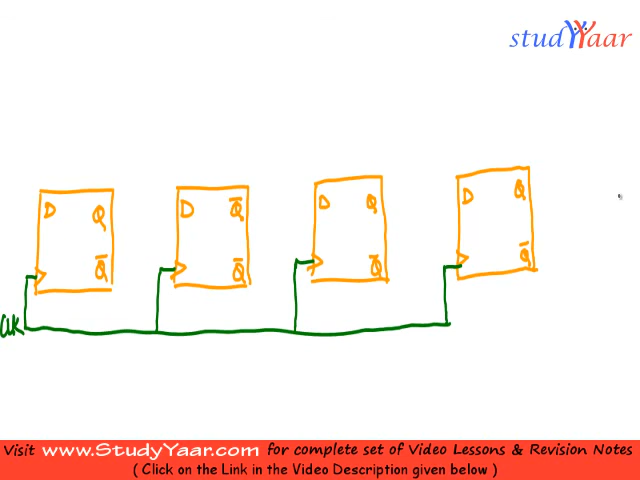 studYYaar
D Q D Q̅ D Q D Q
Q̅ Q̅ Q̅ Q̅
CLK
Visit www.StudyYaar.com for complete set of Video Lessons & Revision Notes
( Click on the Link in the Video Description given below )